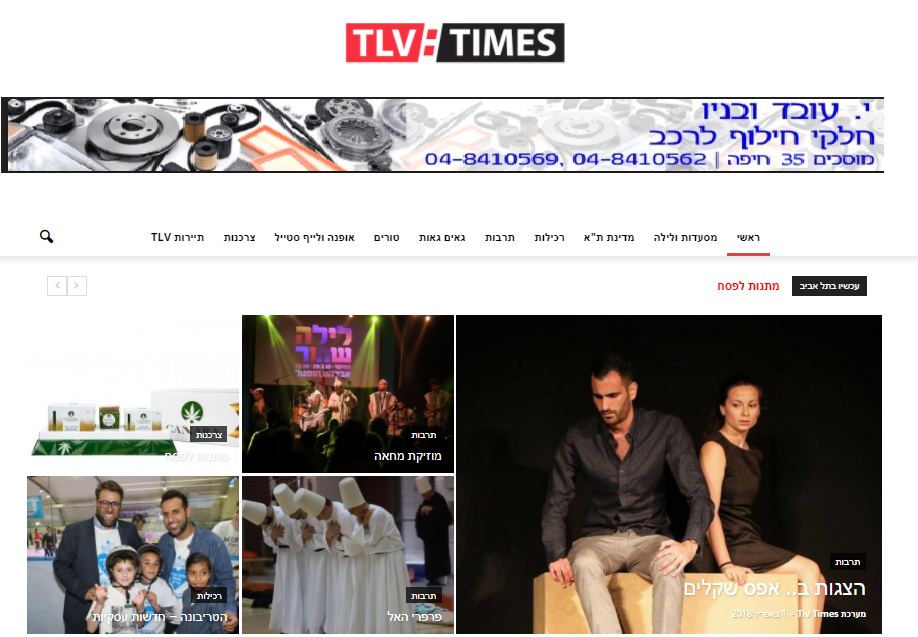 TLV TIMES
י. עובד ובניו
חלקי חילוף לרכב
מוסכים 35 חיפה | 04-8410569, 04-8410562
ראשי
מסעדות ולילה
מדינת ת"א
רכילות
תרבות
גאים גאות
טורים
אופנה ולייף סטייל
צרכנות
תיירות TLV
עכשיו בתל אביב
מתנות לפסח
תרבות
הצגות ב.. אפס שקלים
מערכת Tlv Times - 1 באפריל 2018
לילה
תרבות
מוזיקת מחאה
צרכנות
מתנות לפסח
תרבות
פרפרי האל
רכילות
הטריבונה – חדשות עסקיות